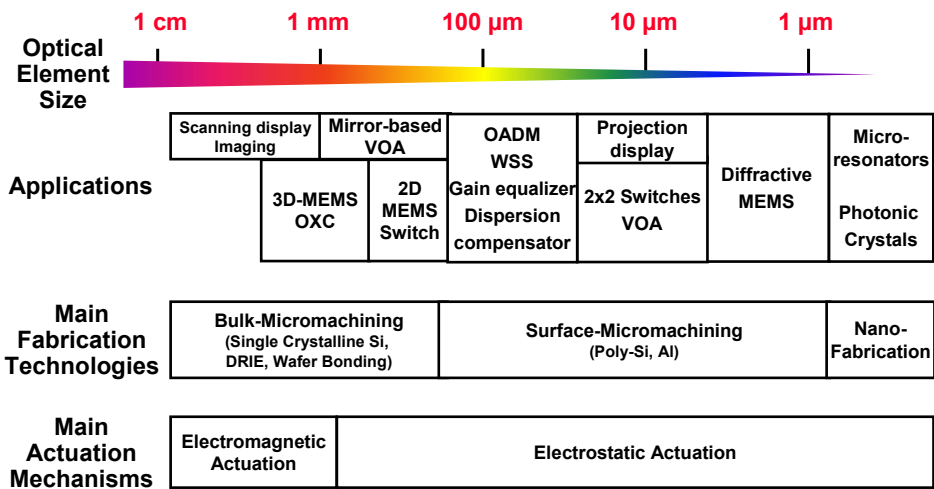 1 cm
1 mm
100 µm
10 µm
1 µm
Optical
Element
Size
Applications
Scanning display
Imaging
Mirror-based
VOA
3D-MEMS
OXC
2D
MEMS
Switch
OADM
WSS
Gain equalizer
Dispersion
compensator
Projection
display
2x2 Switches
VOA
Diffractive
MEMS
Micro-
resonators
Photonic
Crystals
Main
Fabrication
Technologies
Bulk-Micromachining
(Single Crystalline Si,
DRIE, Wafer Bonding)
Surface-Micromachining
(Poly-Si, Al)
Nano-
Fabrication
Main
Actuation
Mechanisms
Electromagnetic
Actuation
Electrostatic Actuation